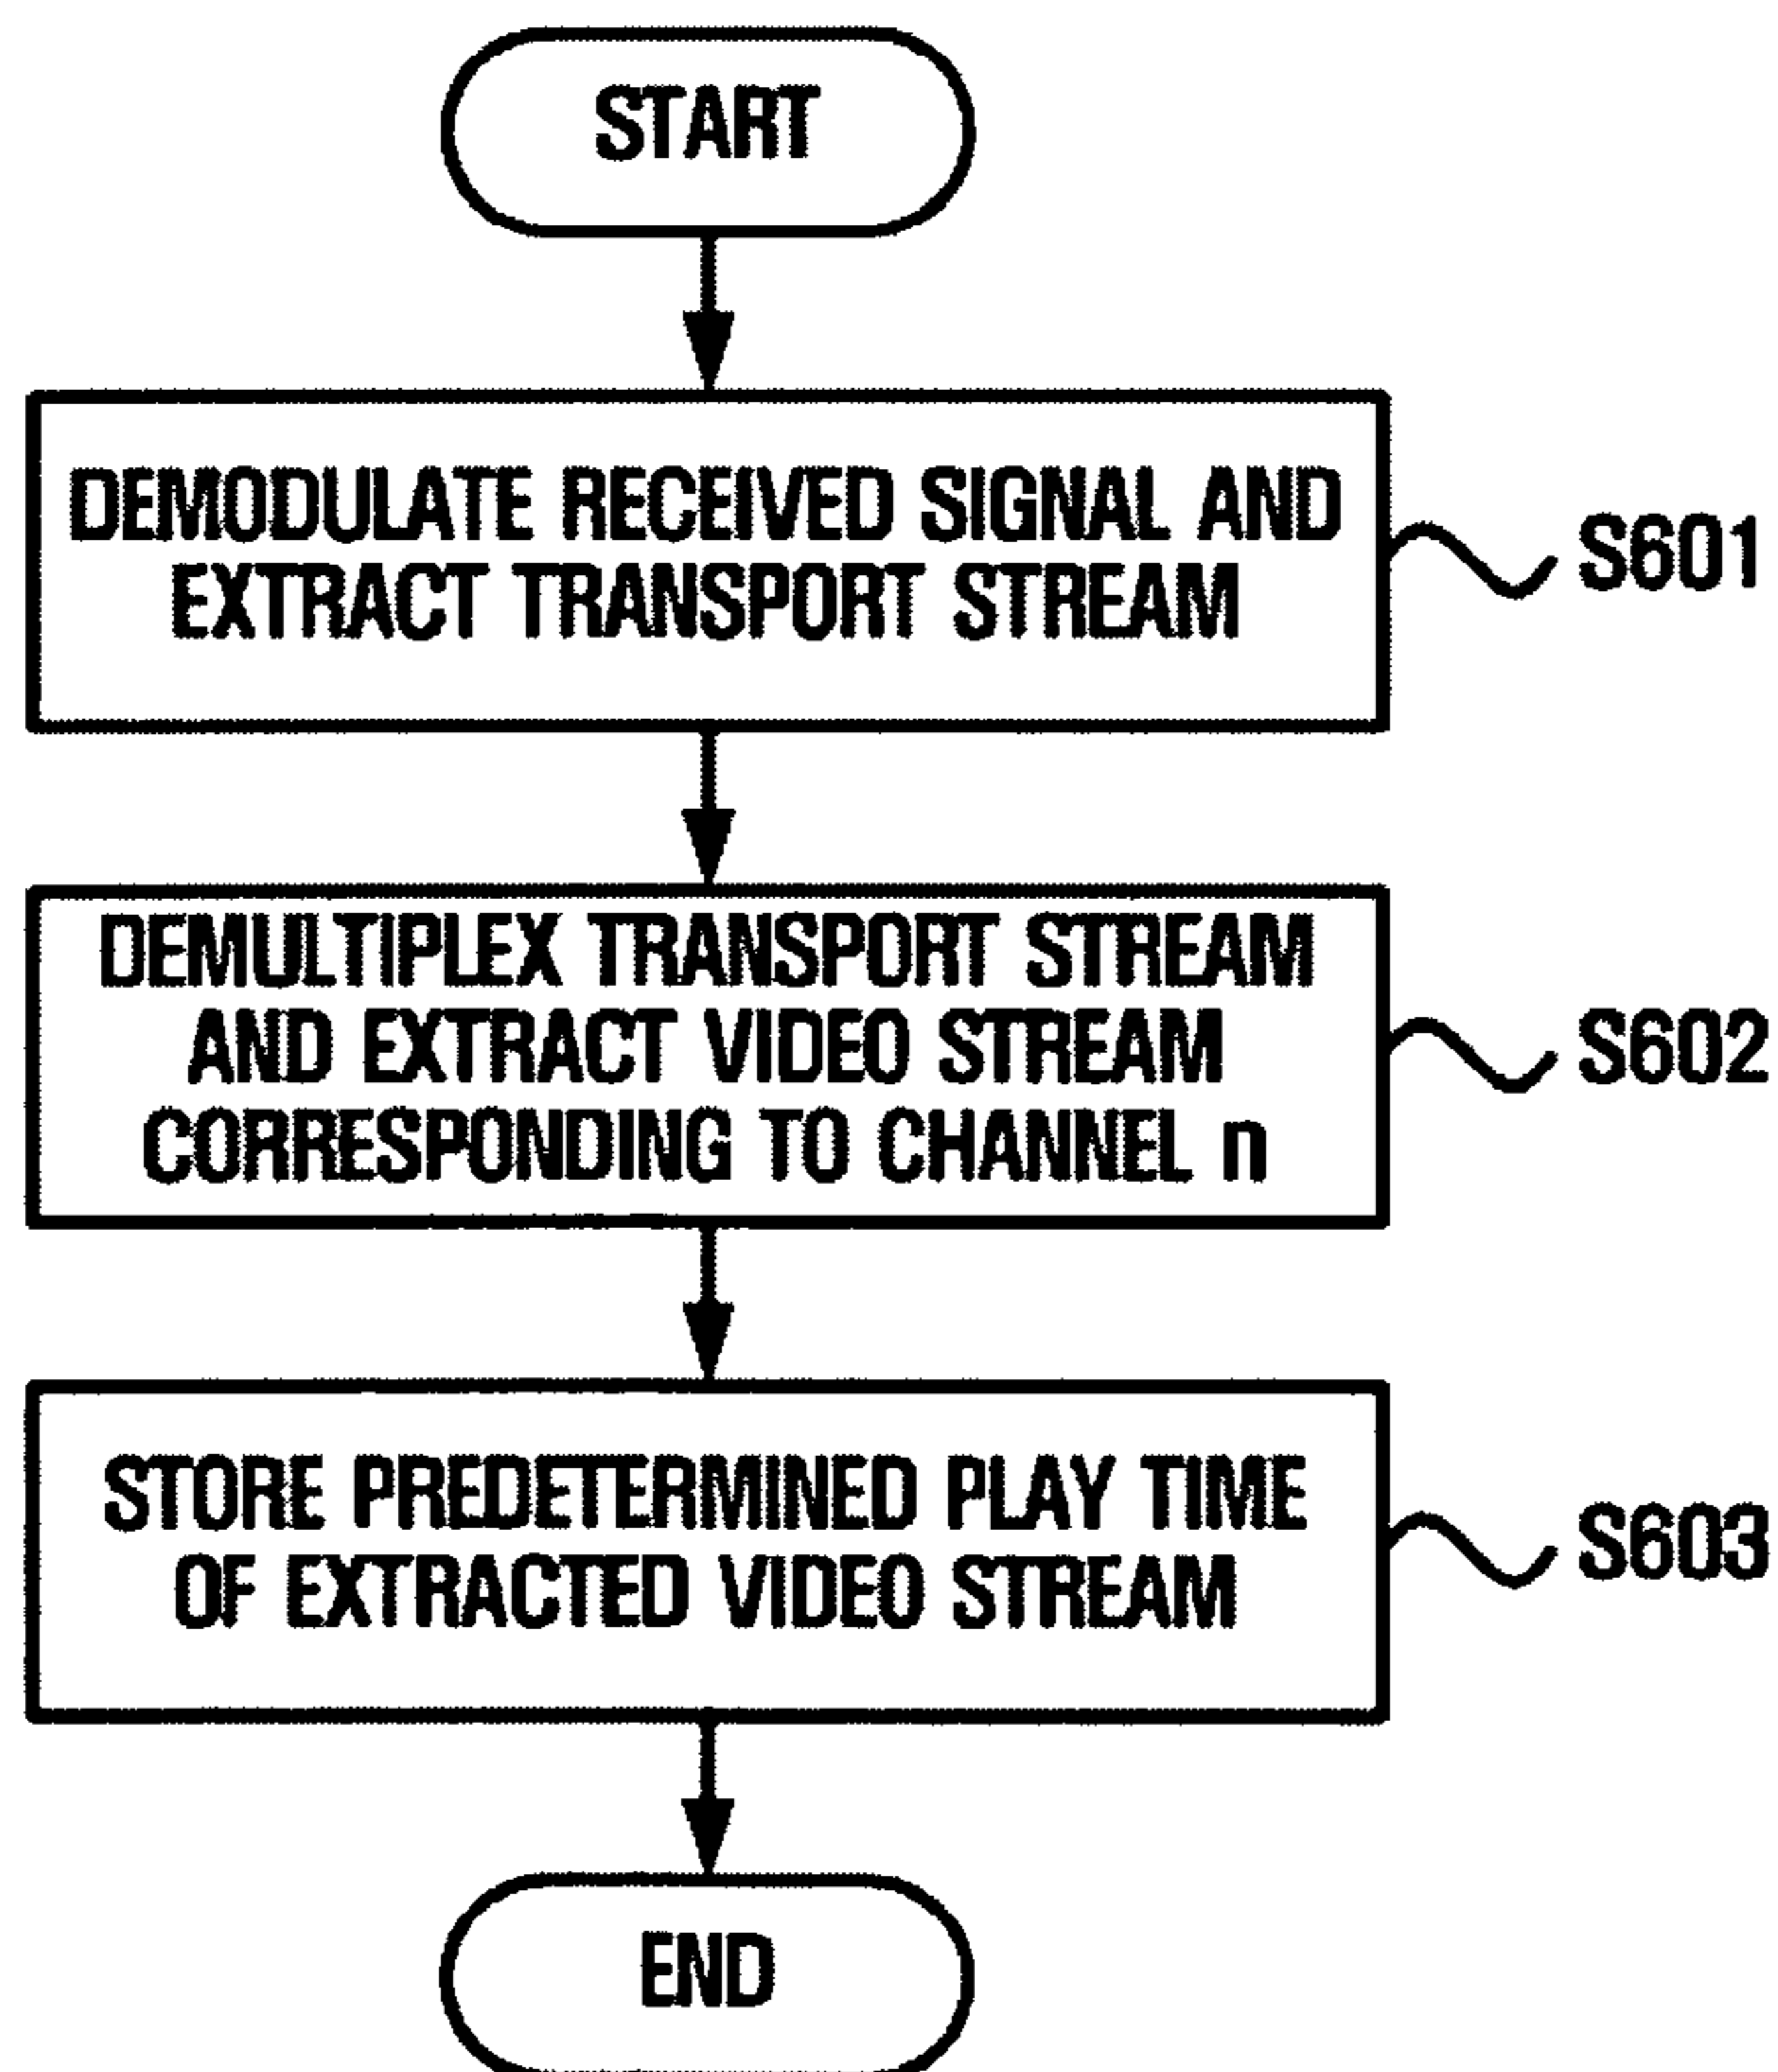 START
DEMODULATE RECEIVED SIGNAL AND
EXTRACT TRANSPORT STREAM
S601
DEMULTIPLEX TRANSPORT STREAM
AND EXTRACT VIDEO STREAM
CORRESPONDING TO CHANNEL n
S602
STORE PREDETERMINED PLAY TIME
OF EXTRACTED VIDEO STREAM
S603
END